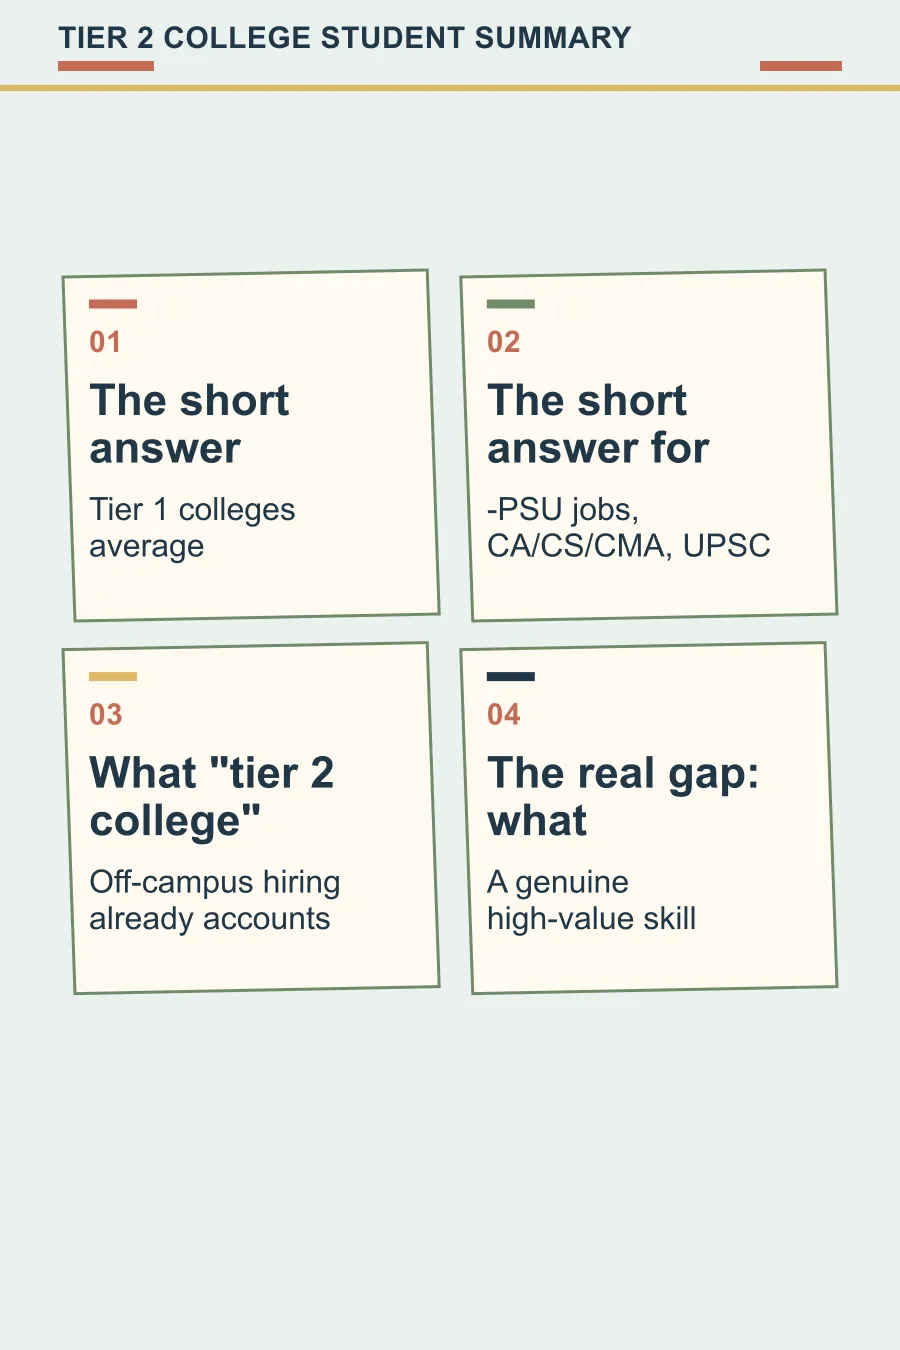 TIER 2 COLLEGE STUDENT SUMMARY
01
The short
answer
Tier 1 colleges
average
02
The short
answer for
-PSU jobs,
CA/CS/CMA, UPSC
03
What "tier 2
college"
Off-campus hiring
already accounts
04
The real gap:
what
A genuine
high-value skill